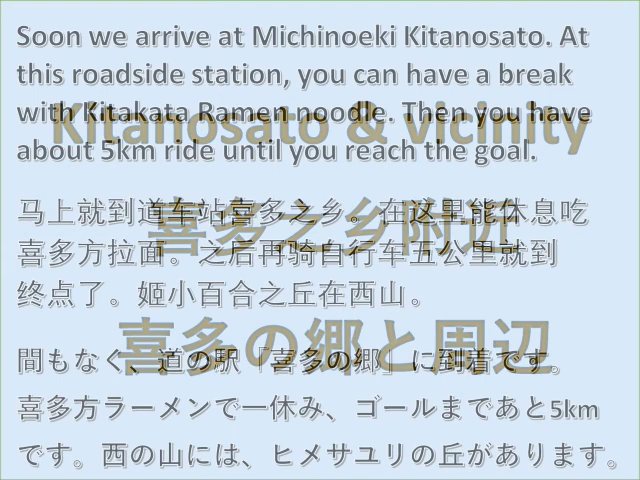 Soon we arrive at Michinoeki Kitanosato. At
this roadside station, you can have a break
with Kitakata Ramen noodle. Then you have
Kitanosato & vicinity
about 5km ride until you reach the goal.
马上就到道车站喜多之乡。在这里能休息吃
喜多之乡附近
喜多方拉面。之后再骑自行车五公里就到
终点了。姬小百合之丘在西山。
喜多の郷と周辺
間もなく、道の駅「喜多の郷」に到着です。
喜多方ラーメンで一休み、ゴールまであと5km
です。西の山には、ヒメサユリの丘があります。